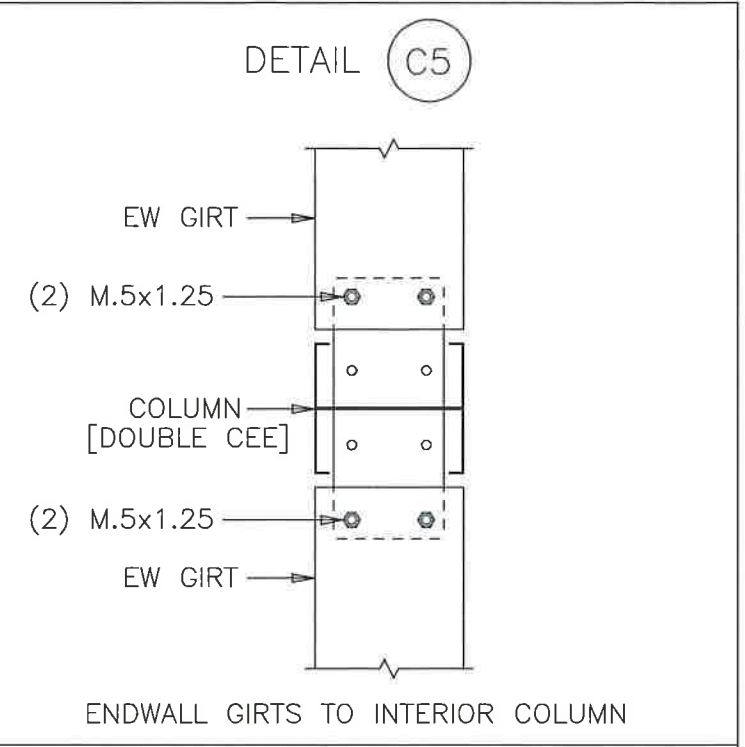 DETAIL C5
EW GIRT
(2) M.5x1.25
COLUMN
[DOUBLE CEE]
(2) M.5x1.25
EW GIRT
ENDWALL GIRTS TO INTERIOR COLUMN